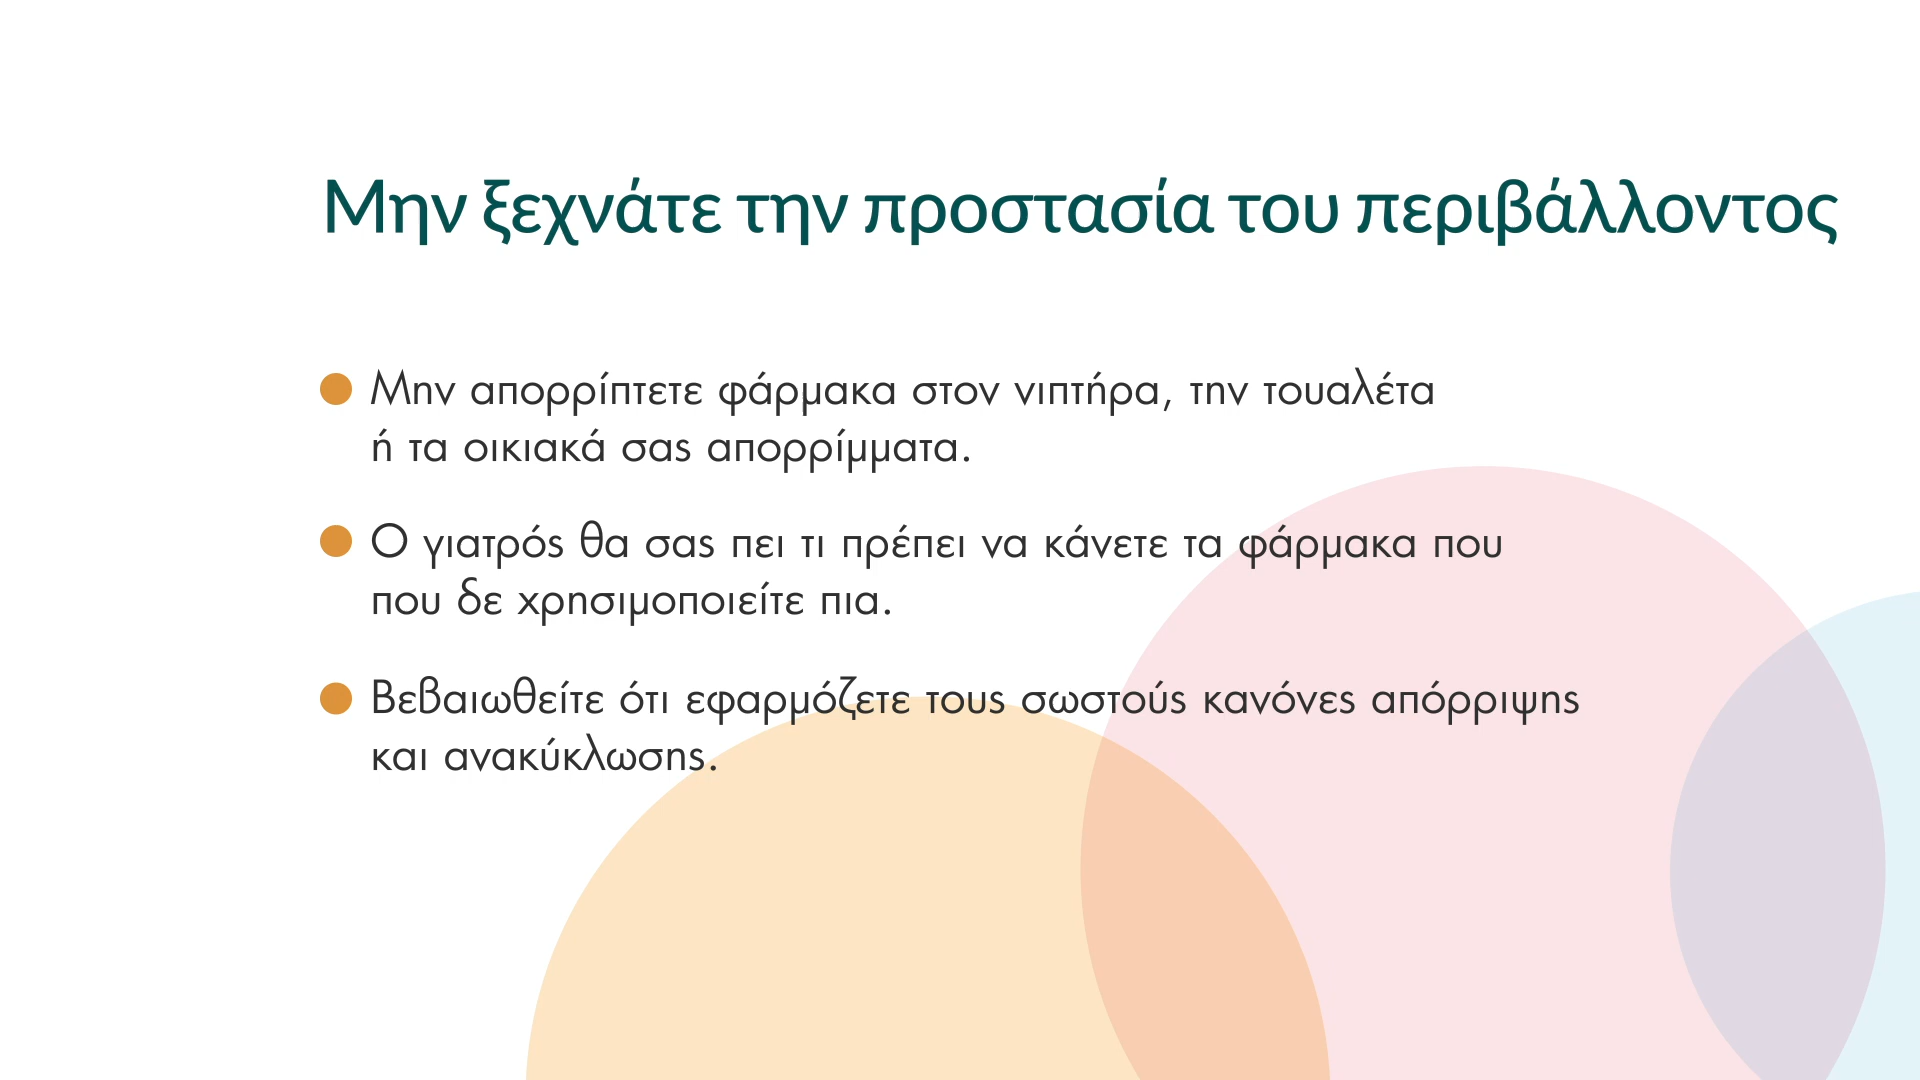 Μην ξεχνάτε την προστασία του περιβάλλοντος
Μην απορρίπτετε φάρμακα στον νιπτήρα, την τουαλέτα
ή τα οικιακά σας απορρίμματα.
Ο γιατρός θα σας πει τι πρέπει να κάνετε τα φάρμακα που
που δε χρησιμοποιείτε πια.
Βεβαιωθείτε ότι εφαρμόζετε τους σωστούς κανόνες απόρριψης
και ανακύκλωσης.